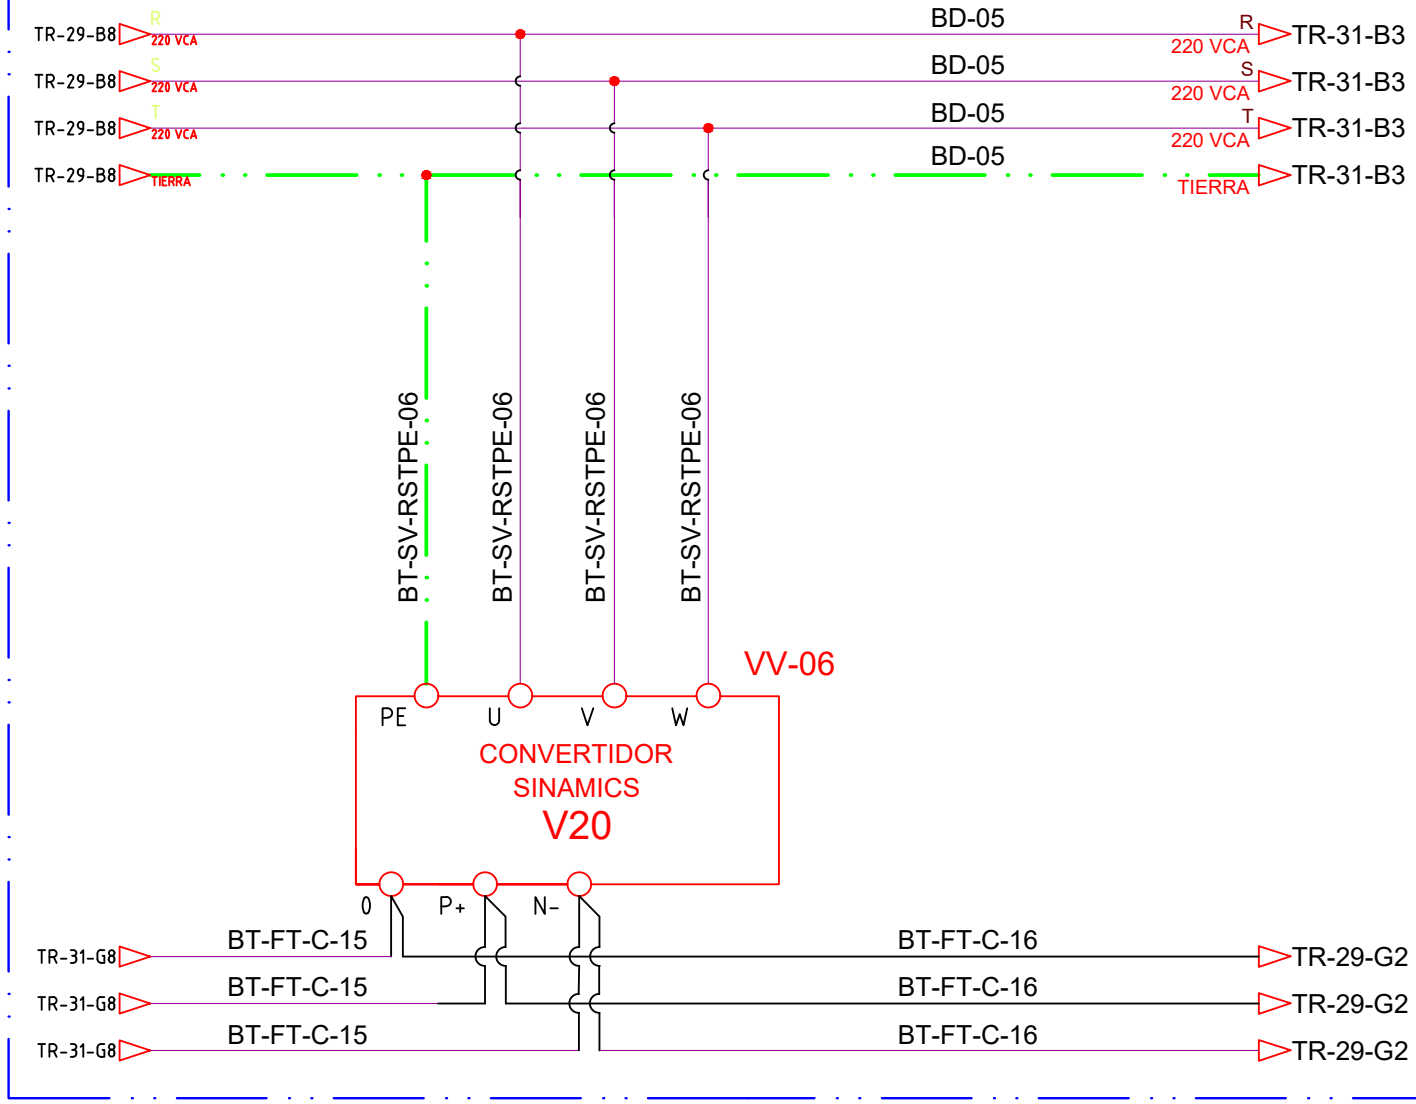 TR-29-B8 R 220 VCA BD-05 R 220 VCA TR-31-B3
TR-29-B8 S 220 VCA BD-05 S 220 VCA TR-31-B3
TR-29-B8 T 220 VCA BD-05 T 220 VCA TR-31-B3
TR-29-B8 TIERRA BD-05 TIERRA TR-31-B3
BT-SV-RSTPE-06
BT-SV-RSTPE-06
BT-SV-RSTPE-06
BT-SV-RSTPE-06
VV-06
PE U V W
CONVERTIDOR
SINAMICS
V20
0 P+ N-
TR-31-G8 BT-FT-C-15 BT-FT-C-16 TR-29-G2
TR-31-G8 BT-FT-C-15 BT-FT-C-16 TR-29-G2
TR-31-G8 BT-FT-C-15 BT-FT-C-16 TR-29-G2